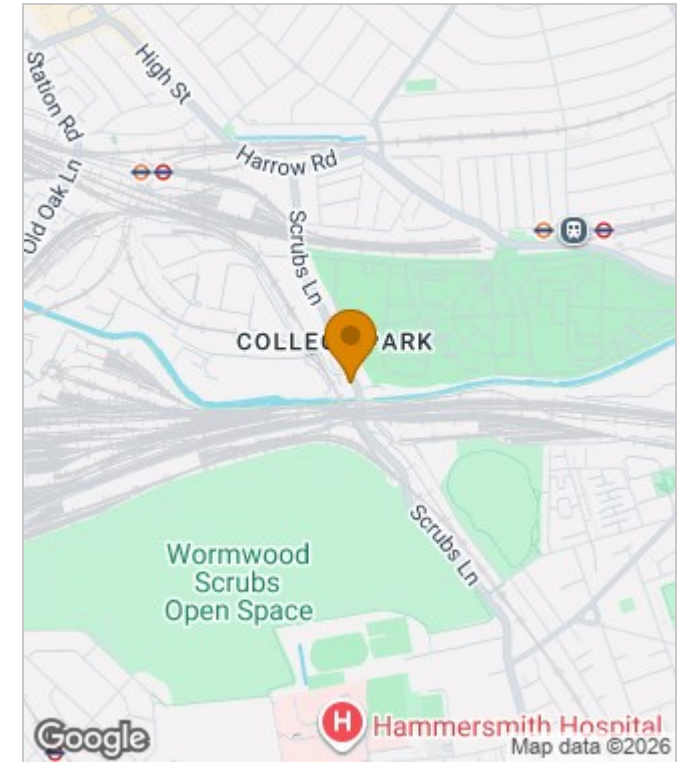 High St
Station Rd
Harrow Rd
Old Oak Ln
Scrubs Ln
COLLE PARK
Scrubs Ln
Wormwood
Scrubs
Open Space
H
Hammersmith Hospital
Google
Map data ©2026